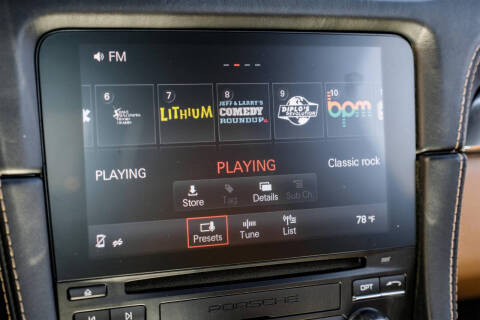 FM
6
7
LITHIUM
8
JEFF & LARRY'S
COMEDY
ROUNDUP
9
DIPLO'S
REVOLUTION
10
bpm
PLAYING
PLAYING
Classic rock
Store
Tag
Details
Sub Ch.
Presets
Tune
List
78 °F
PORSCHE
OPT